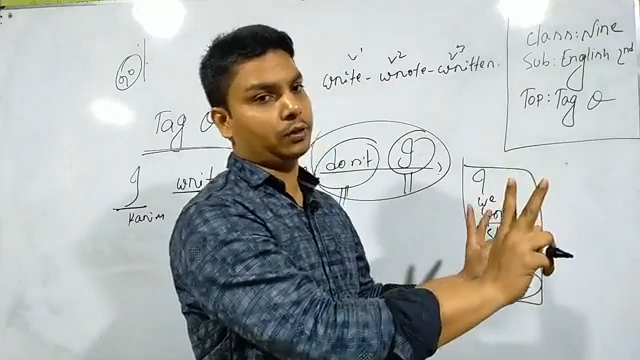 V1 V2 V3
write - wrote - written.
Class: Nine
Sub: English 2nd
Top: Tag Q
Tag Q
I writ
don't I,
Karim
I
we